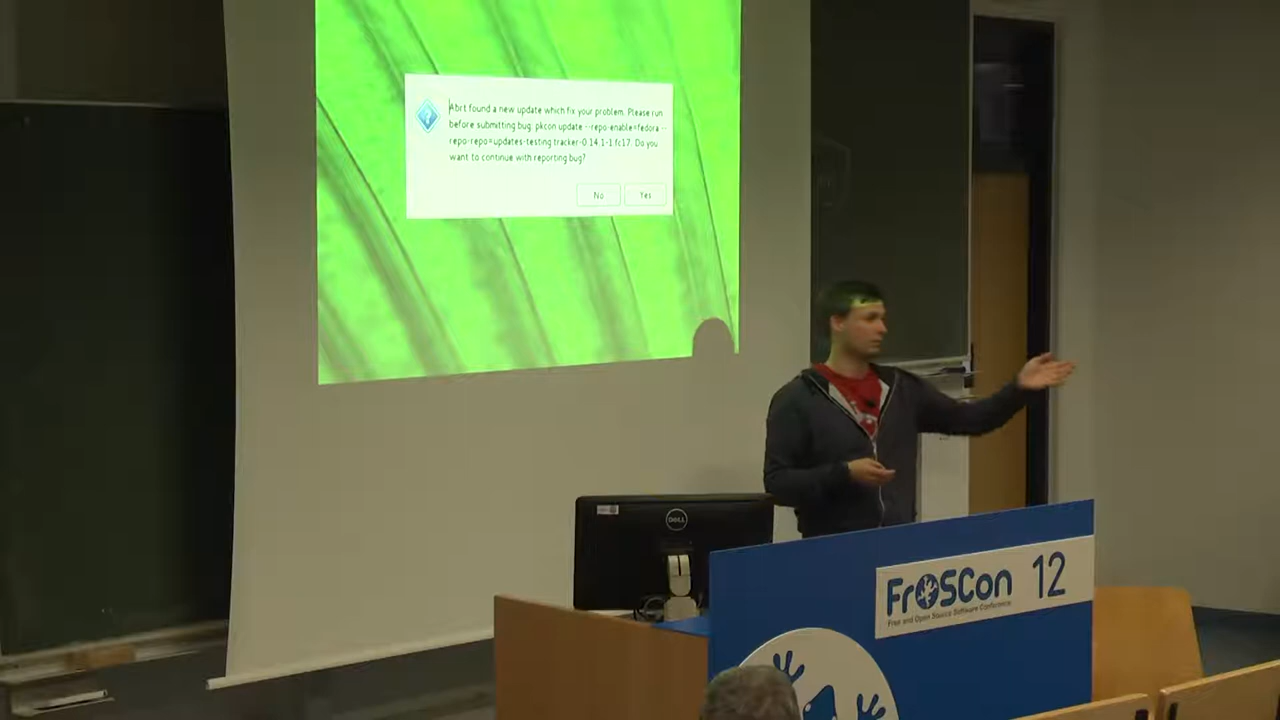 Abrt found a new update which fix your problem. Please run
before submitting bug: pkcon update --repo-enable=fedora --
repo-repo=updates-testing tracker-0.14.1-1.fc17. Do you
want to continue with reporting bug?
No Yes
DELL
FrOSCon 12
Free and Open Source Software Conference